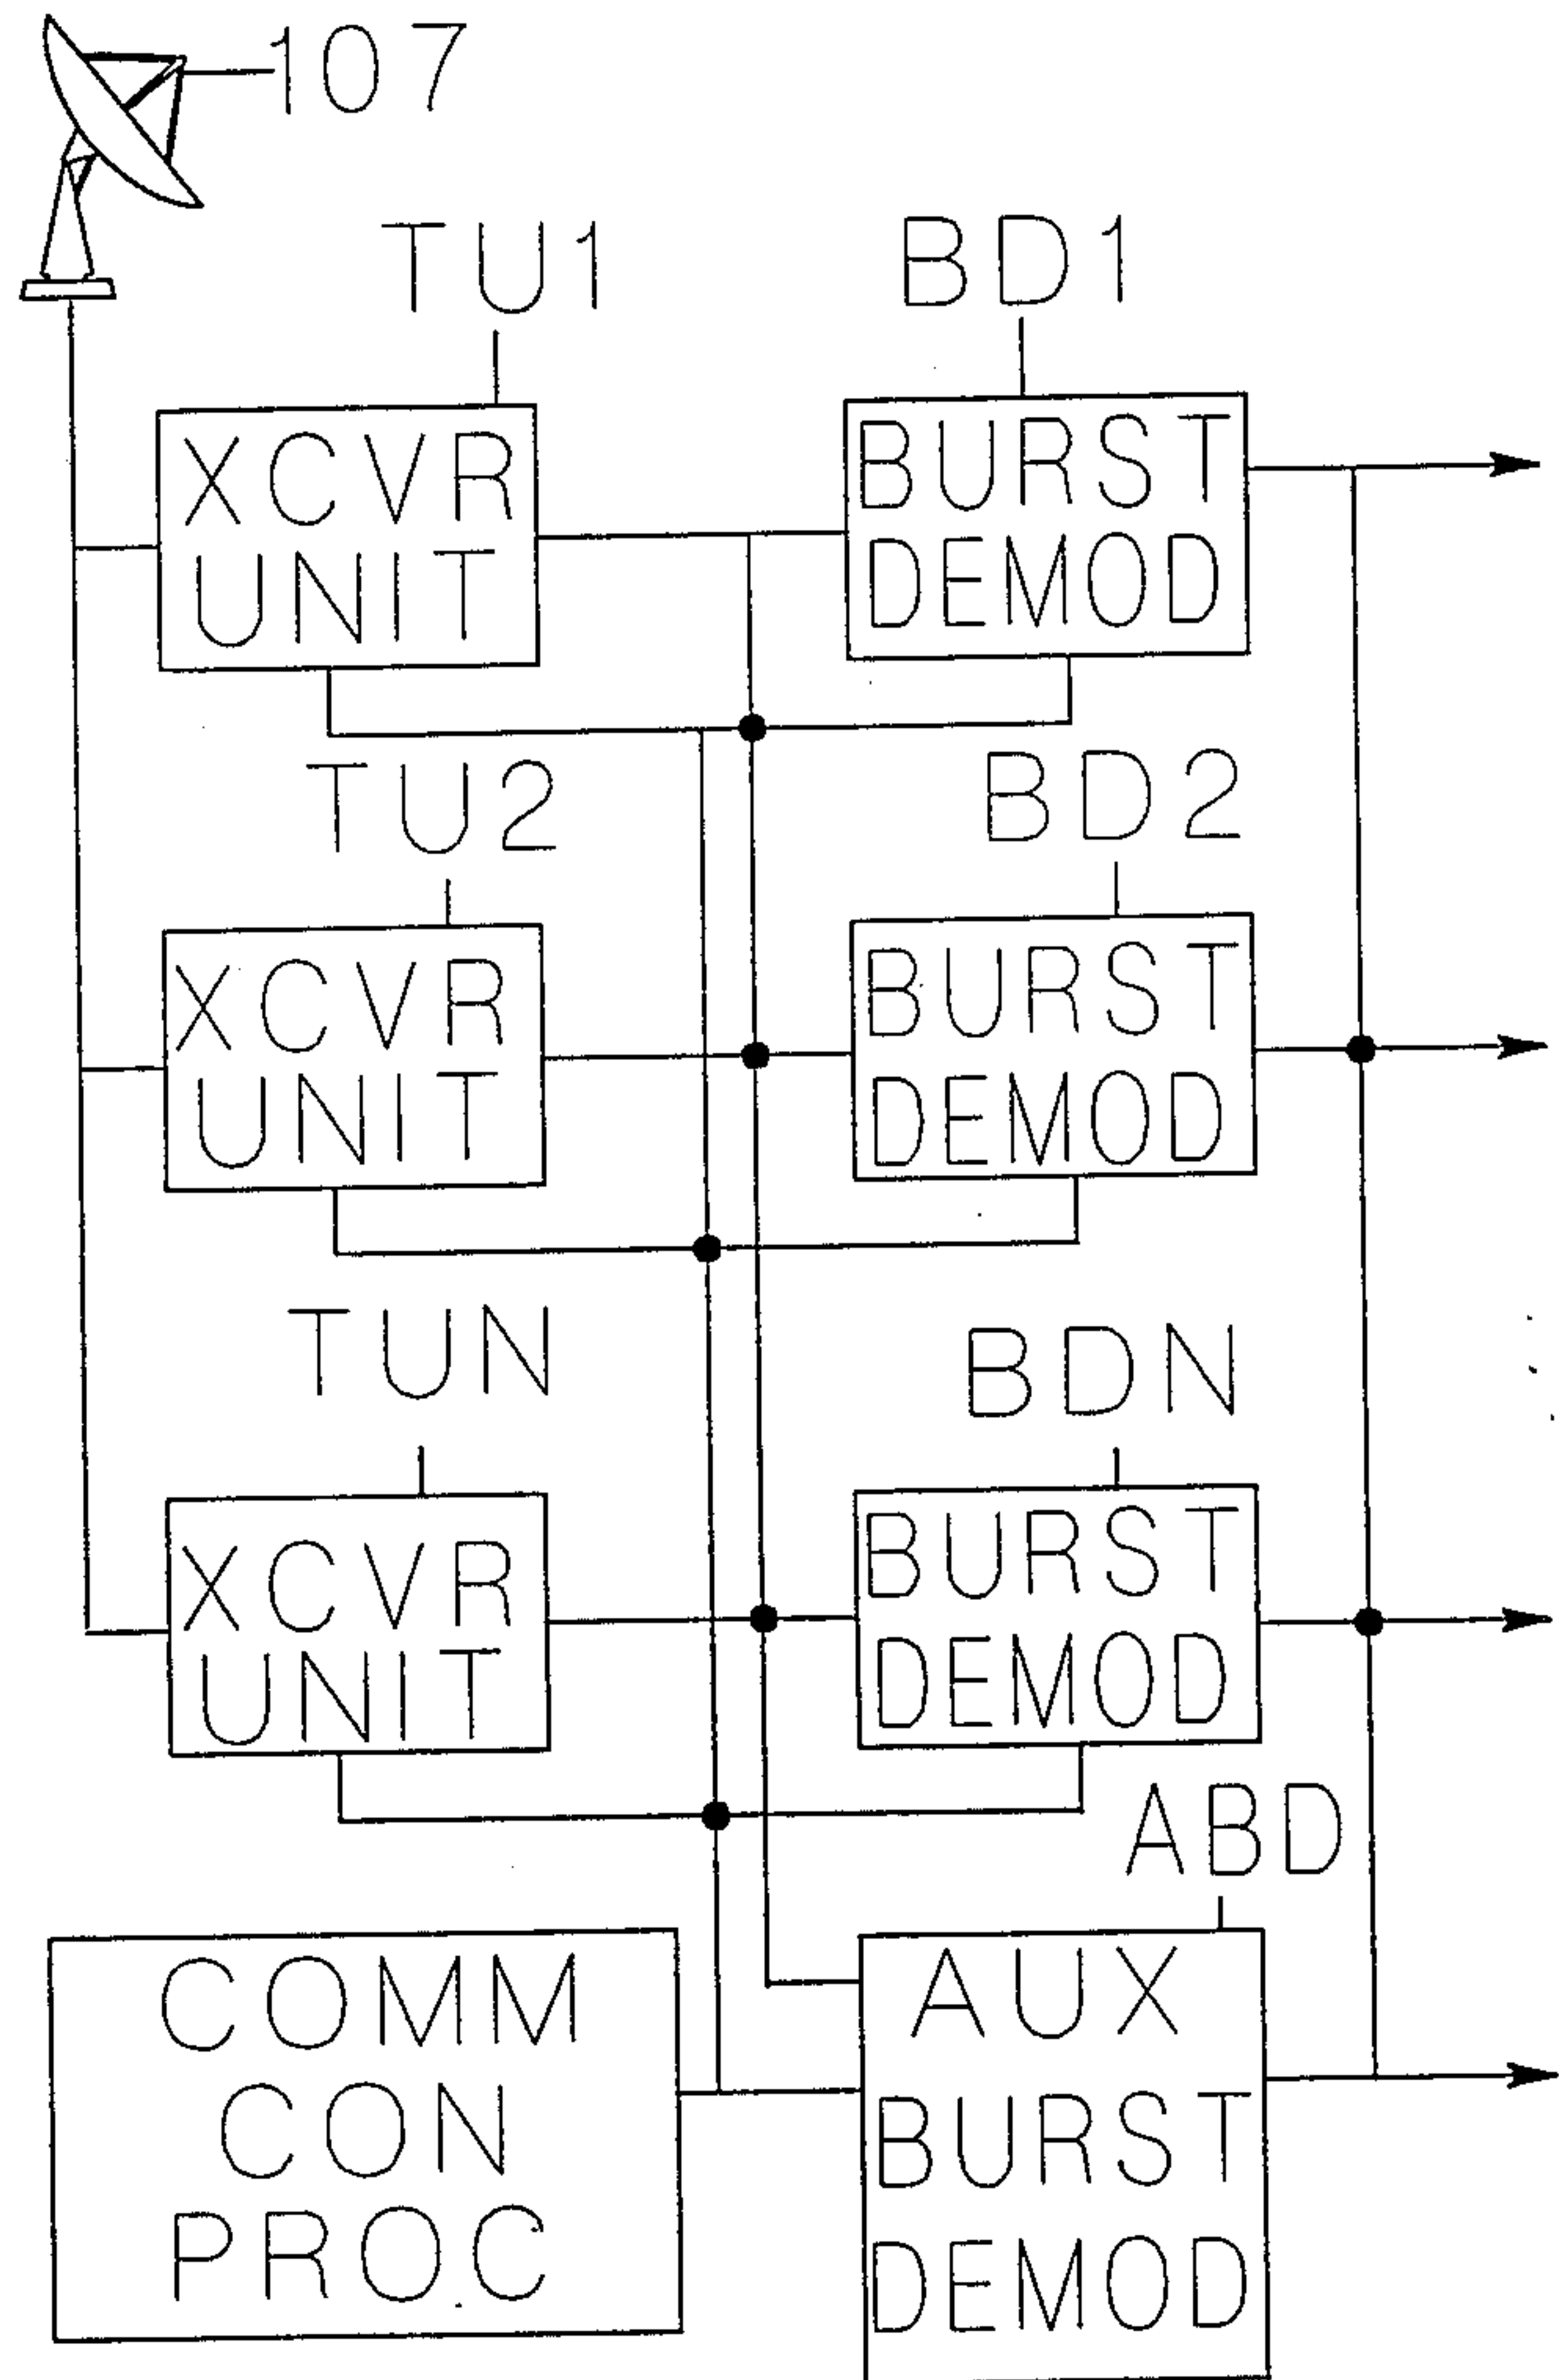 107
TU1
BD1
XCVR
UNIT
BURST
DEMOD
TU2
BD2
XCVR
UNIT
BURST
DEMOD
TUN
BDN
XCVR
UNIT
BURST
DEMOD
ABD
COMM
CON
PROC
AUX
BURST
DEMOD